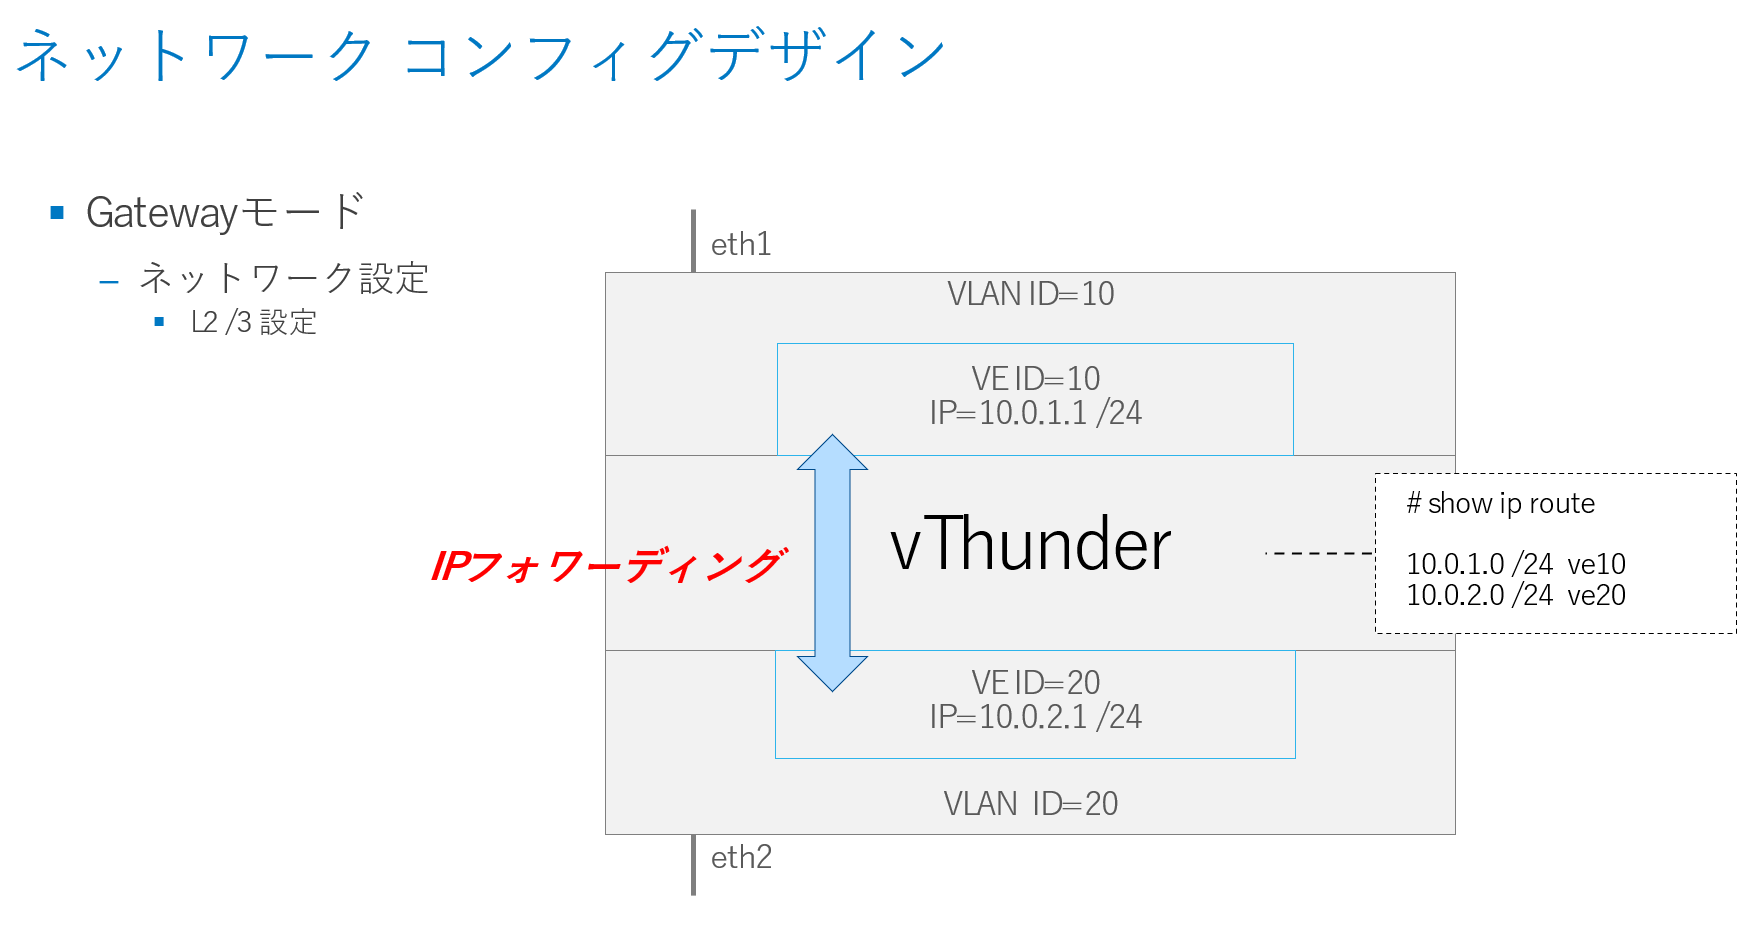 ネットワーク コンフィグデザイン
Gatewayモード
– ネットワーク設定
L2 /3 設定
eth1
VLAN ID=10
VE ID=10
IP=10.0.1.1 /24
vThunder
IPフォワーディング
# show ip route
10.0.1.0 /24 ve10
10.0.2.0 /24 ve20
VE ID=20
IP=10.0.2.1 /24
VLAN ID=20
eth2